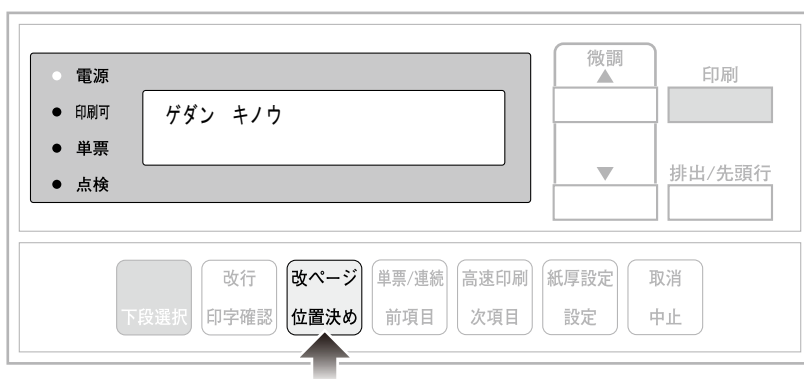 電源
印刷可
単票
点検
ゲダン キノウ
微調
▲
▼
印刷
排出/先頭行
下段選択
改行
印字確認
改ページ
位置決め
単票/連続
前項目
高速印刷
次項目
紙厚設定
設定
取消
中止